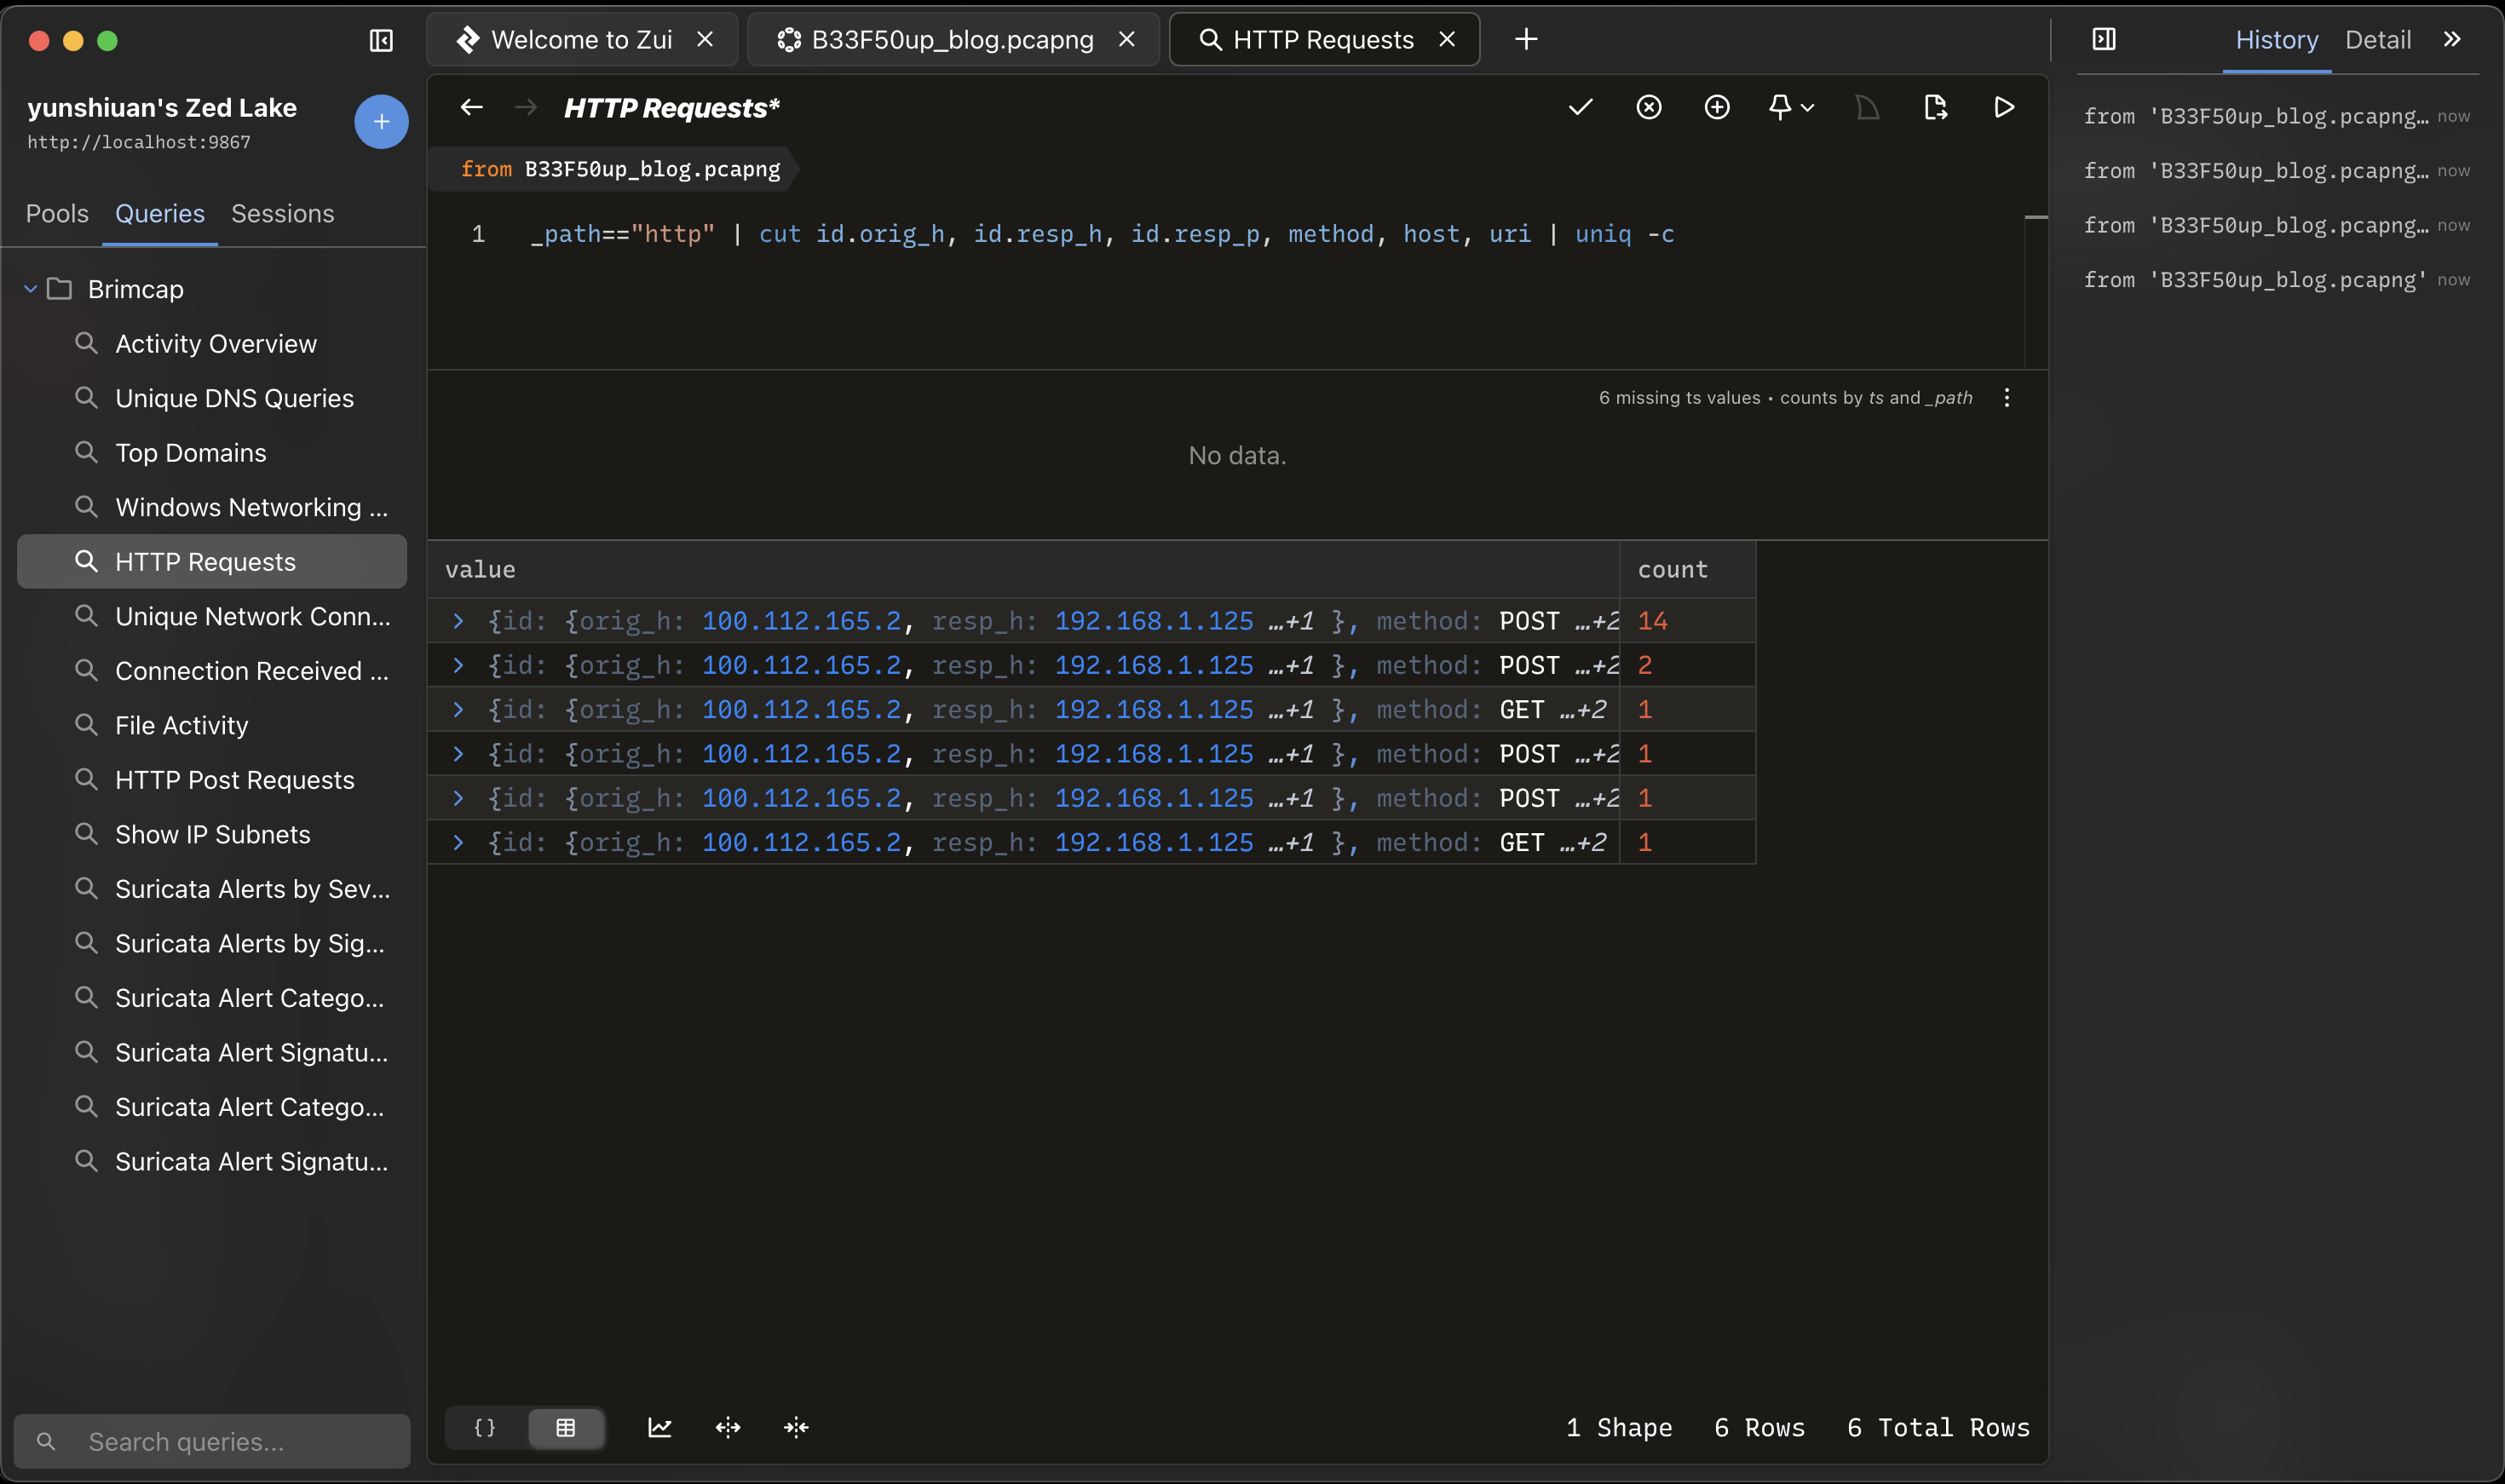 Welcome to Zui
B33F50up_blog.pcapng
HTTP Requests
History
Detail
yunshiuan's Zed Lake
http://localhost:9867
Pools
Queries
Sessions
Brimcap
Activity Overview
Unique DNS Queries
Top Domains
Windows Networking ...
HTTP Requests
Unique Network Conn...
Connection Received ...
File Activity
HTTP Post Requests
Show IP Subnets
Suricata Alerts by Sev...
Suricata Alerts by Sig...
Suricata Alert Catego...
Suricata Alert Signatu...
Suricata Alert Catego...
Suricata Alert Signatu...
Search queries...
HTTP Requests*
from B33F50up_blog.pcapng
1 _path=="http" | cut id.orig_h, id.resp_h, id.resp_p, method, host, uri | uniq -c
6 missing ts values • counts by ts and _path
No data.
value count
{id: {orig_h: 100.112.165.2, resp_h: 192.168.1.125 …+1 }, method: POST …+2 14
{id: {orig_h: 100.112.165.2, resp_h: 192.168.1.125 …+1 }, method: POST …+2 2
{id: {orig_h: 100.112.165.2, resp_h: 192.168.1.125 …+1 }, method: GET …+2 1
{id: {orig_h: 100.112.165.2, resp_h: 192.168.1.125 …+1 }, method: POST …+2 1
{id: {orig_h: 100.112.165.2, resp_h: 192.168.1.125 …+1 }, method: POST …+2 1
{id: {orig_h: 100.112.165.2, resp_h: 192.168.1.125 …+1 }, method: GET …+2 1
{} 
1 Shape 6 Rows 6 Total Rows
from 'B33F50up_blog.pcapng… now
from 'B33F50up_blog.pcapng… now
from 'B33F50up_blog.pcapng… now
from 'B33F50up_blog.pcapng' now